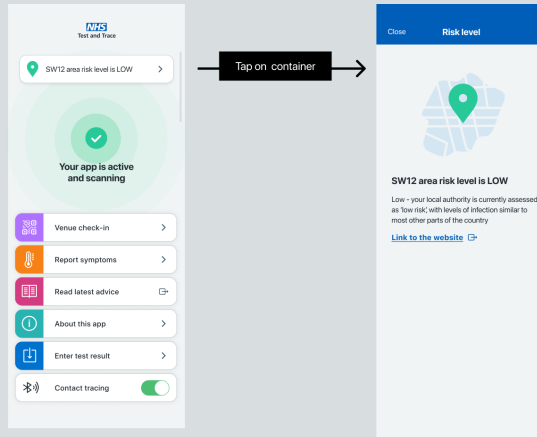 NHS
Test and Trace
SW12 area risk level is LOW
Your app is active
and scanning
Venue check-in
Report symptoms
Read latest advice
About this app
Enter test result
Contact tracing
Tap on container
Close Risk level
SW12 area risk level is LOW
Low - your local authority is currently assessed
as 'low risk', with levels of infection similar to
most other parts of the country
Link to the website